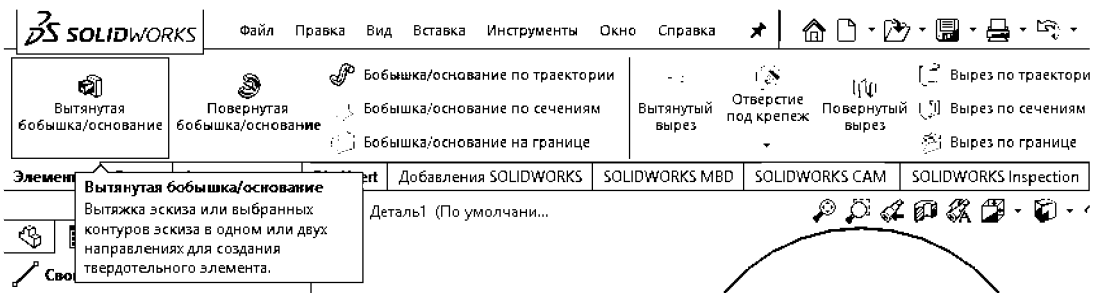 SOLIDWORKS Файл Правка Вид Вставка Инструменты Окно Справка
Вытянутая бобышка/основание
Повернутая бобышка/основание
Бобышка/основание по траектории
Бобышка/основание по сечениям
Бобышка/основание на границе
Вытянутый вырез
Отверстие под крепеж
Повернутый вырез
Вырез по траектори
Вырез по сечениям
Вырез по границе
Добавления SOLIDWORKS SOLIDWORKS MBD SOLIDWORKS CAM SOLIDWORKS Inspection
Вытянутая бобышка/основание
Вытяжка эскиза или выбранных
контуров эскиза в одном или двух
направлениях для создания
твердотельного элемента.
Деталь1 (По умолчани...